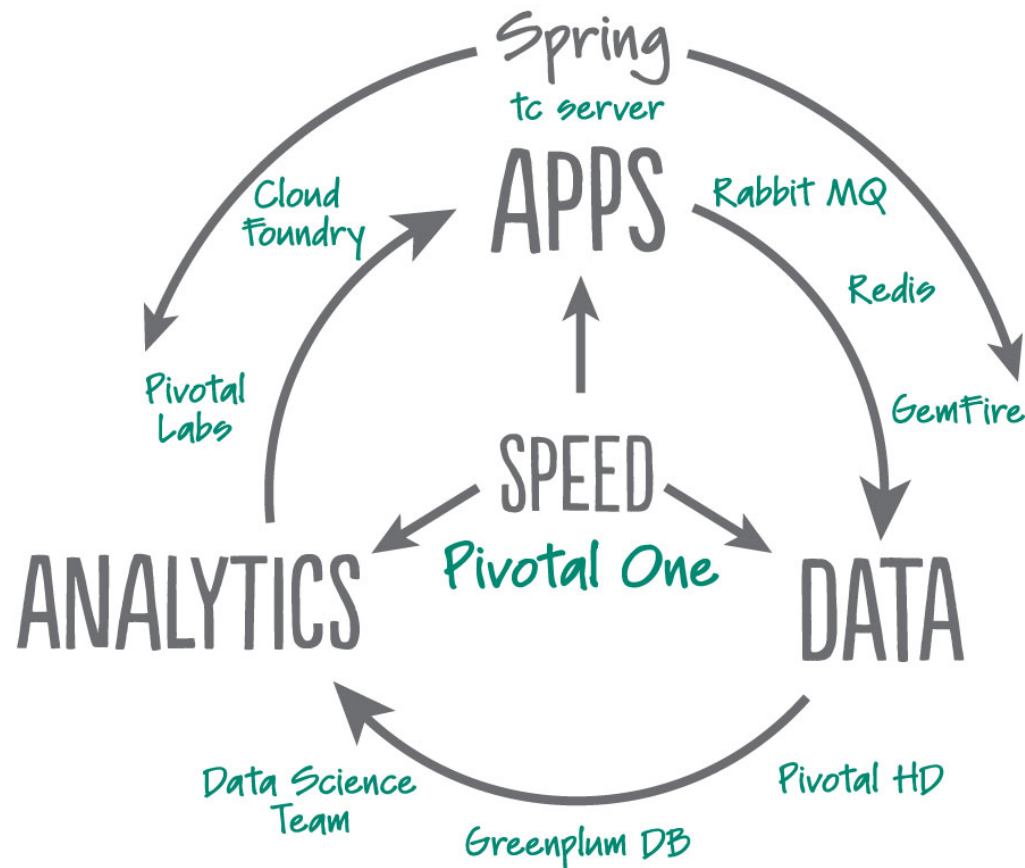 Spring
tc server
APPS
Cloud
Foundry
Rabbit MQ
Redis
Pivotal
Labs
GemFire
SPEED
Pivotal One
ANALYTICS
DATA
Data Science
Team
Greenplum DB
Pivotal HD